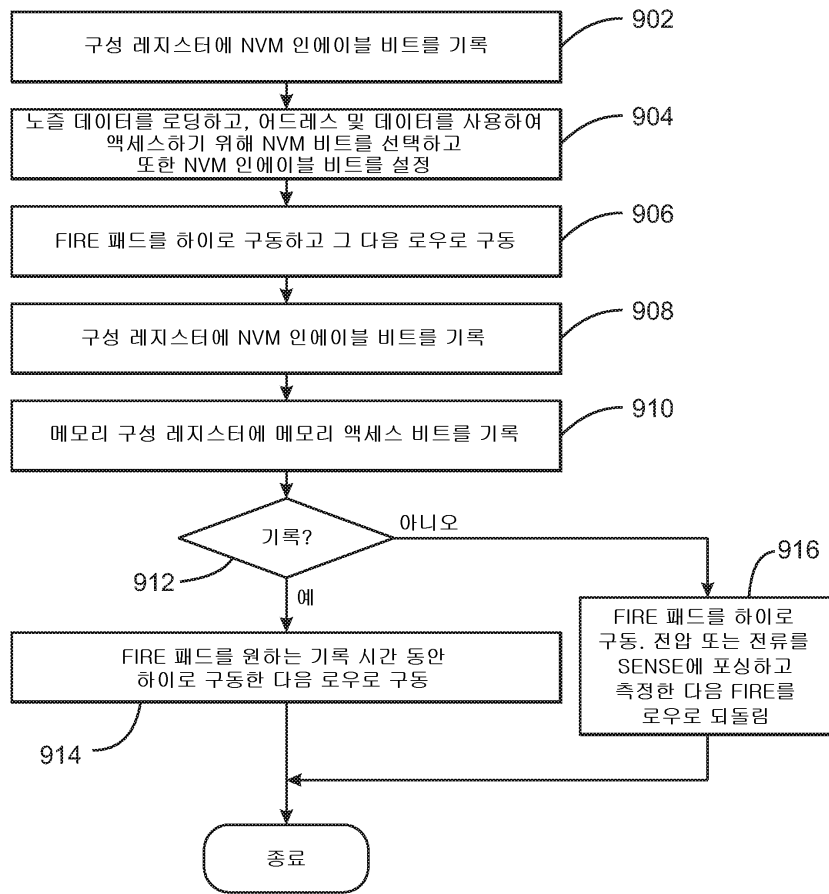 구성 레지스터에 NVM 인에이블 비트를 기록
902
노즐 데이터를 로딩하고, 어드레스 및 데이터를 사용하여
액세스하기 위해 NVM 비트를 선택하고
또한 NVM 인에이블 비트를 설정
904
FIRE 패드를 하이로 구동하고 그 다음 로우로 구동
906
구성 레지스터에 NVM 인에이블 비트를 기록
908
메모리 구성 레지스터에 메모리 액세스 비트를 기록
910
기록?
아니오
912
예
916
FIRE 패드를 하이로
구동. 전압 또는 전류를
SENSE에 포싱하고
측정한 다음 FIRE를
로우로 되돌림
FIRE 패드를 원하는 기록 시간 동안
하이로 구동한 다음 로우로 구동
914
종료